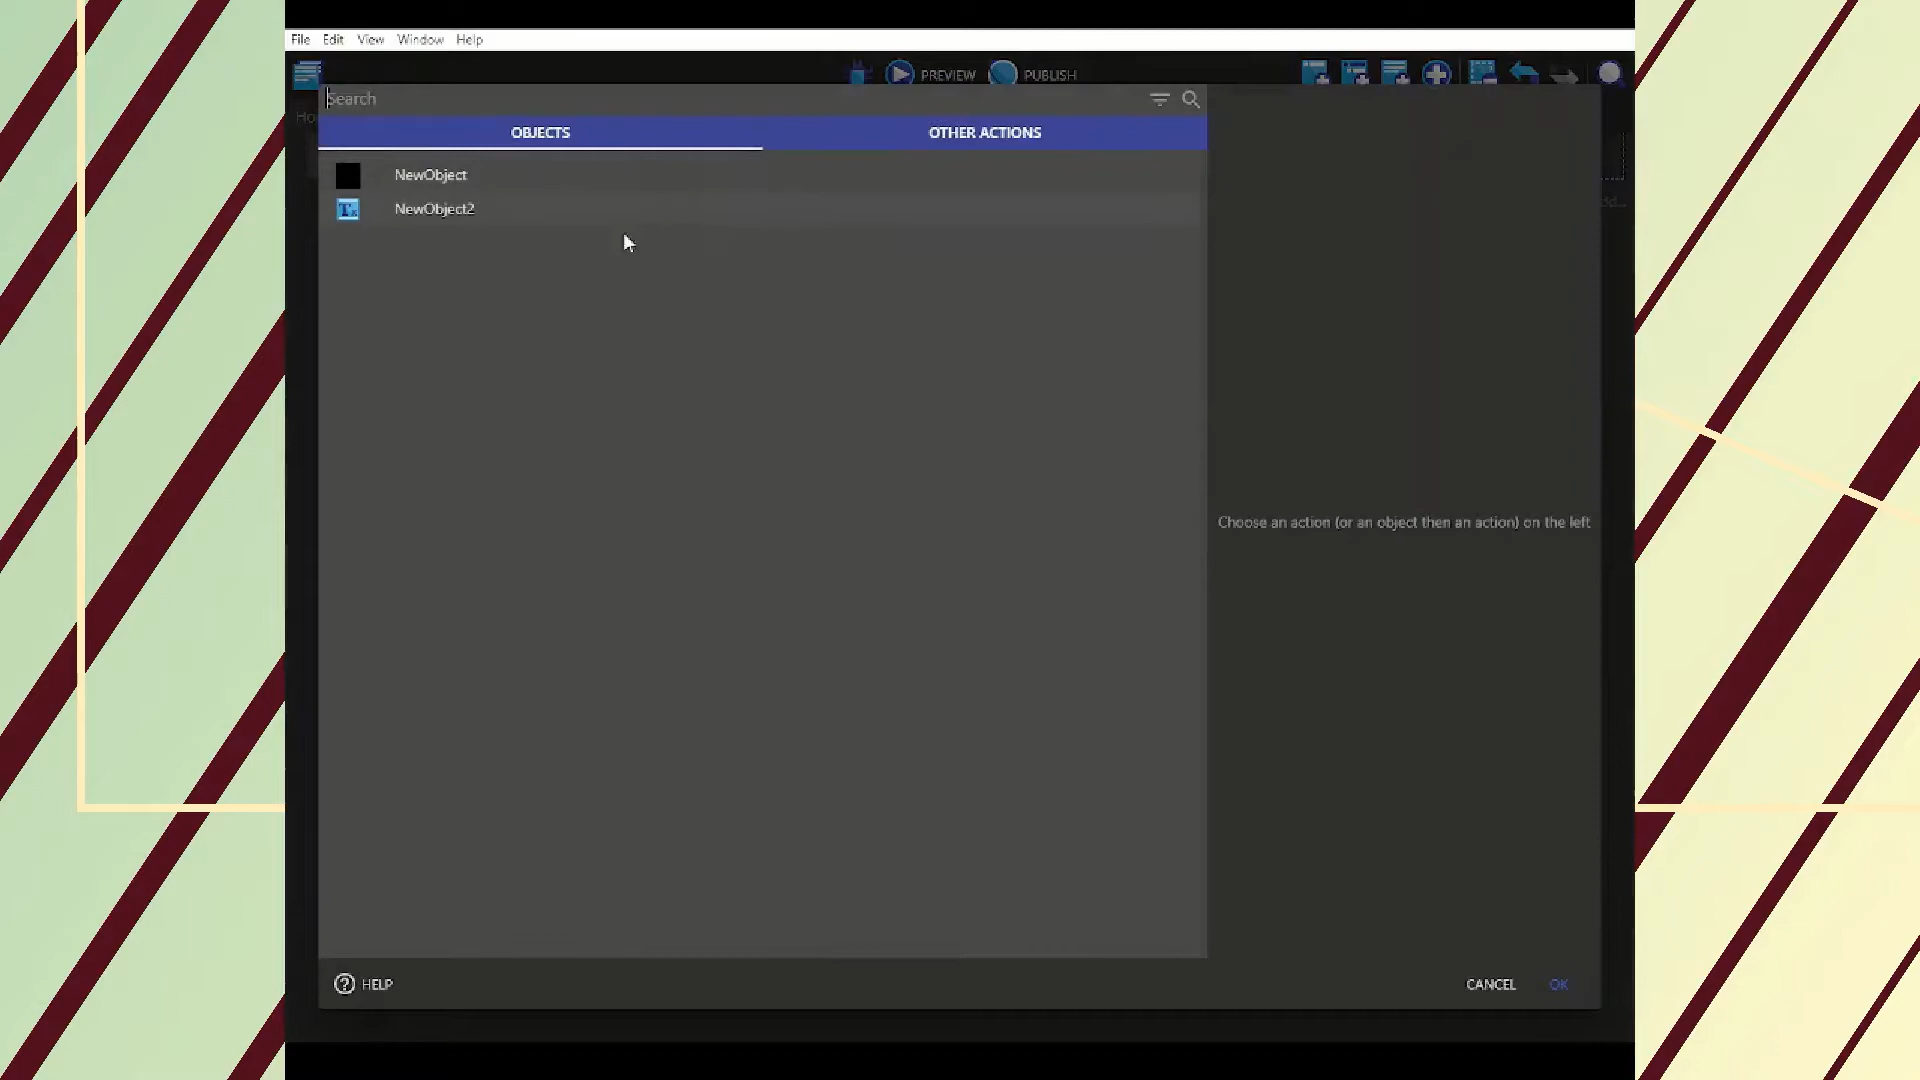 File Edit View Window Help
PREVIEW PUBLISH
Search
OBJECTS OTHER ACTIONS
NewObject
NewObject2
Choose an action (or an object then an action) on the left
HELP CANCEL OK